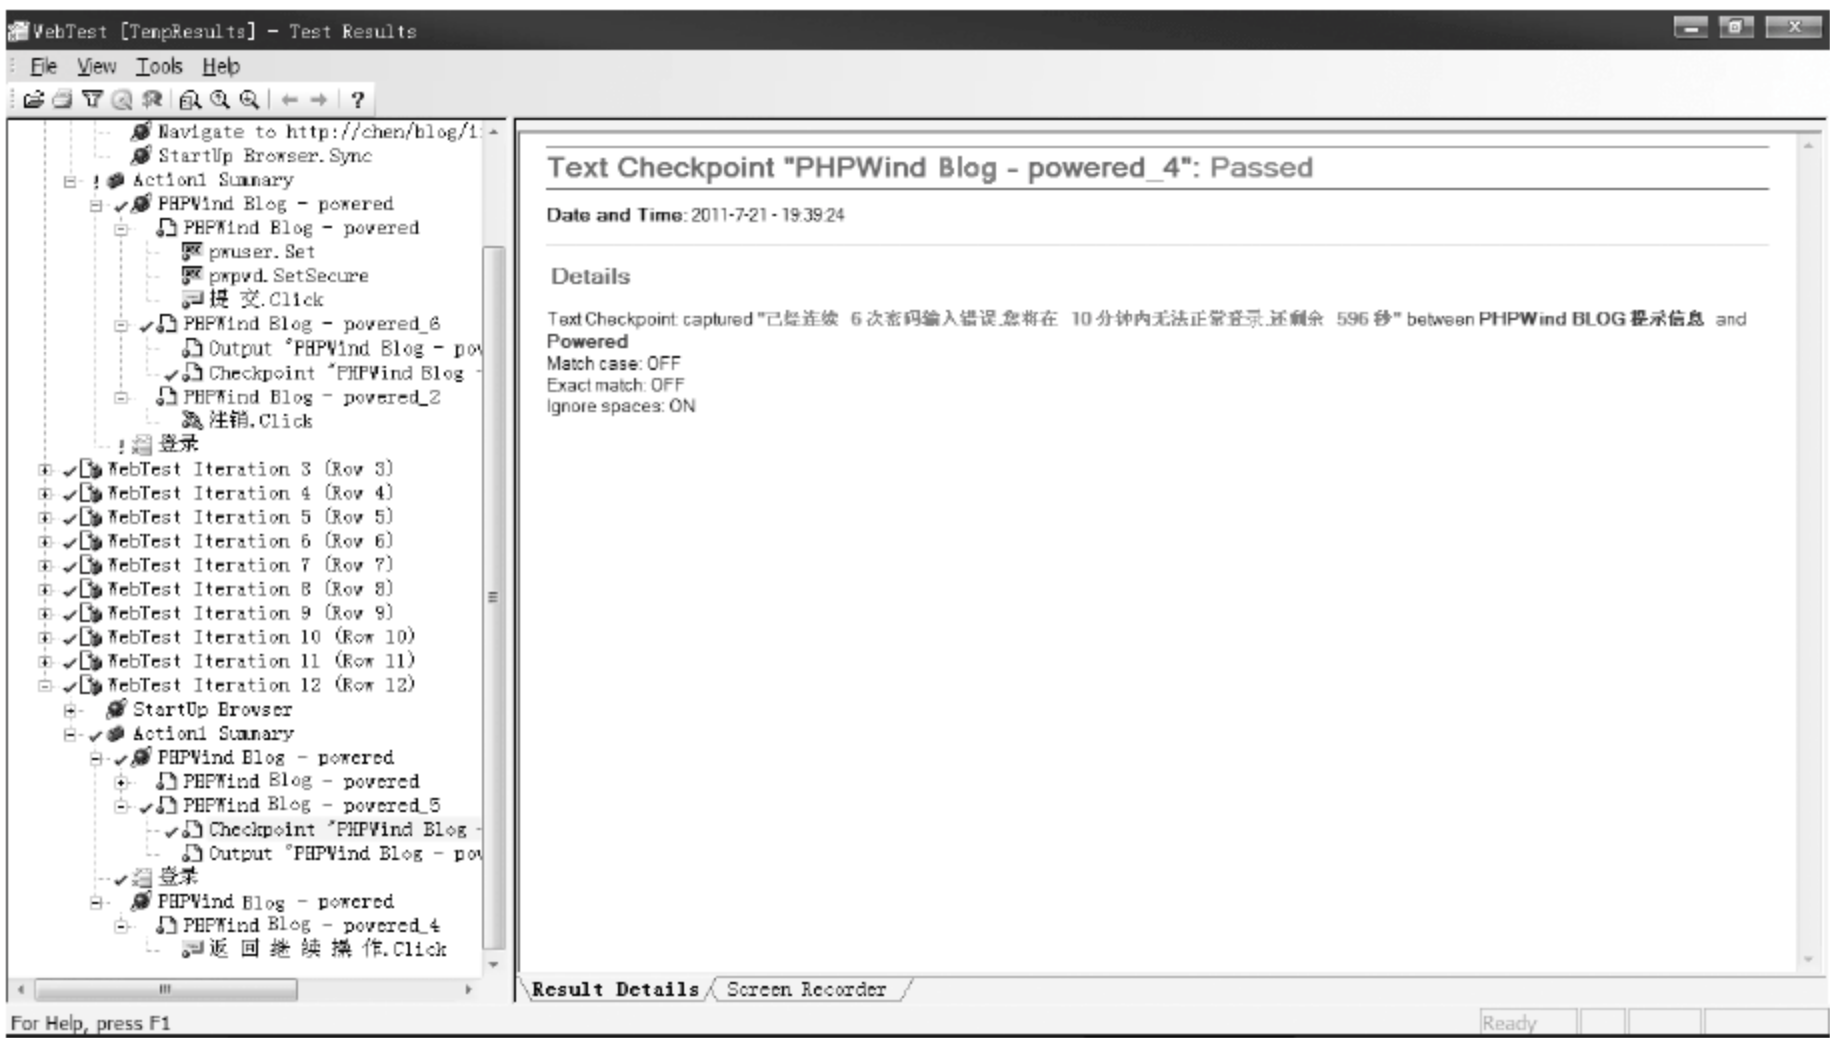 WebTest [TempResults] - Test Results
File View Tools Help
Navigate to http://chen/blog/i
StartUp Browser.Sync
Action1 Summary
PHPWind Blog - powered
PHPWind Blog - powered
pwuser.Set
pwpwd.SetSecure
提 交.Click
PHPWind Blog - powered_6
Output "PHPWind Blog - pow
Checkpoint "PHPWind Blog -
PHPWind Blog - powered_2
注销.Click
登录
WebTest Iteration 3 (Row 3)
WebTest Iteration 4 (Row 4)
WebTest Iteration 5 (Row 5)
WebTest Iteration 6 (Row 6)
WebTest Iteration 7 (Row 7)
WebTest Iteration 8 (Row 8)
WebTest Iteration 9 (Row 9)
WebTest Iteration 10 (Row 10)
WebTest Iteration 11 (Row 11)
WebTest Iteration 12 (Row 12)
StartUp Browser
Action1 Summary
PHPWind Blog - powered
PHPWind Blog - powered
PHPWind Blog - powered_5
Checkpoint "PHPWind Blog -
Output "PHPWind Blog - pow
登录
PHPWind Blog - powered
PHPWind Blog - powered_4
返 回 继 续 操 作.Click
Text Checkpoint "PHPWind Blog - powered_4": Passed
Date and Time: 2011-7-21 - 19:39:24
Details
Text Checkpoint: captured "已经连续 6 次密码输入错误,您将在 10 分钟内无法正常登录,还剩余 596 秒" between PHPWind BLOG 提示信息 and
Powered
Match case: OFF
Exact match: OFF
Ignore spaces: ON
Result Details Screen Recorder
For Help, press F1
Ready